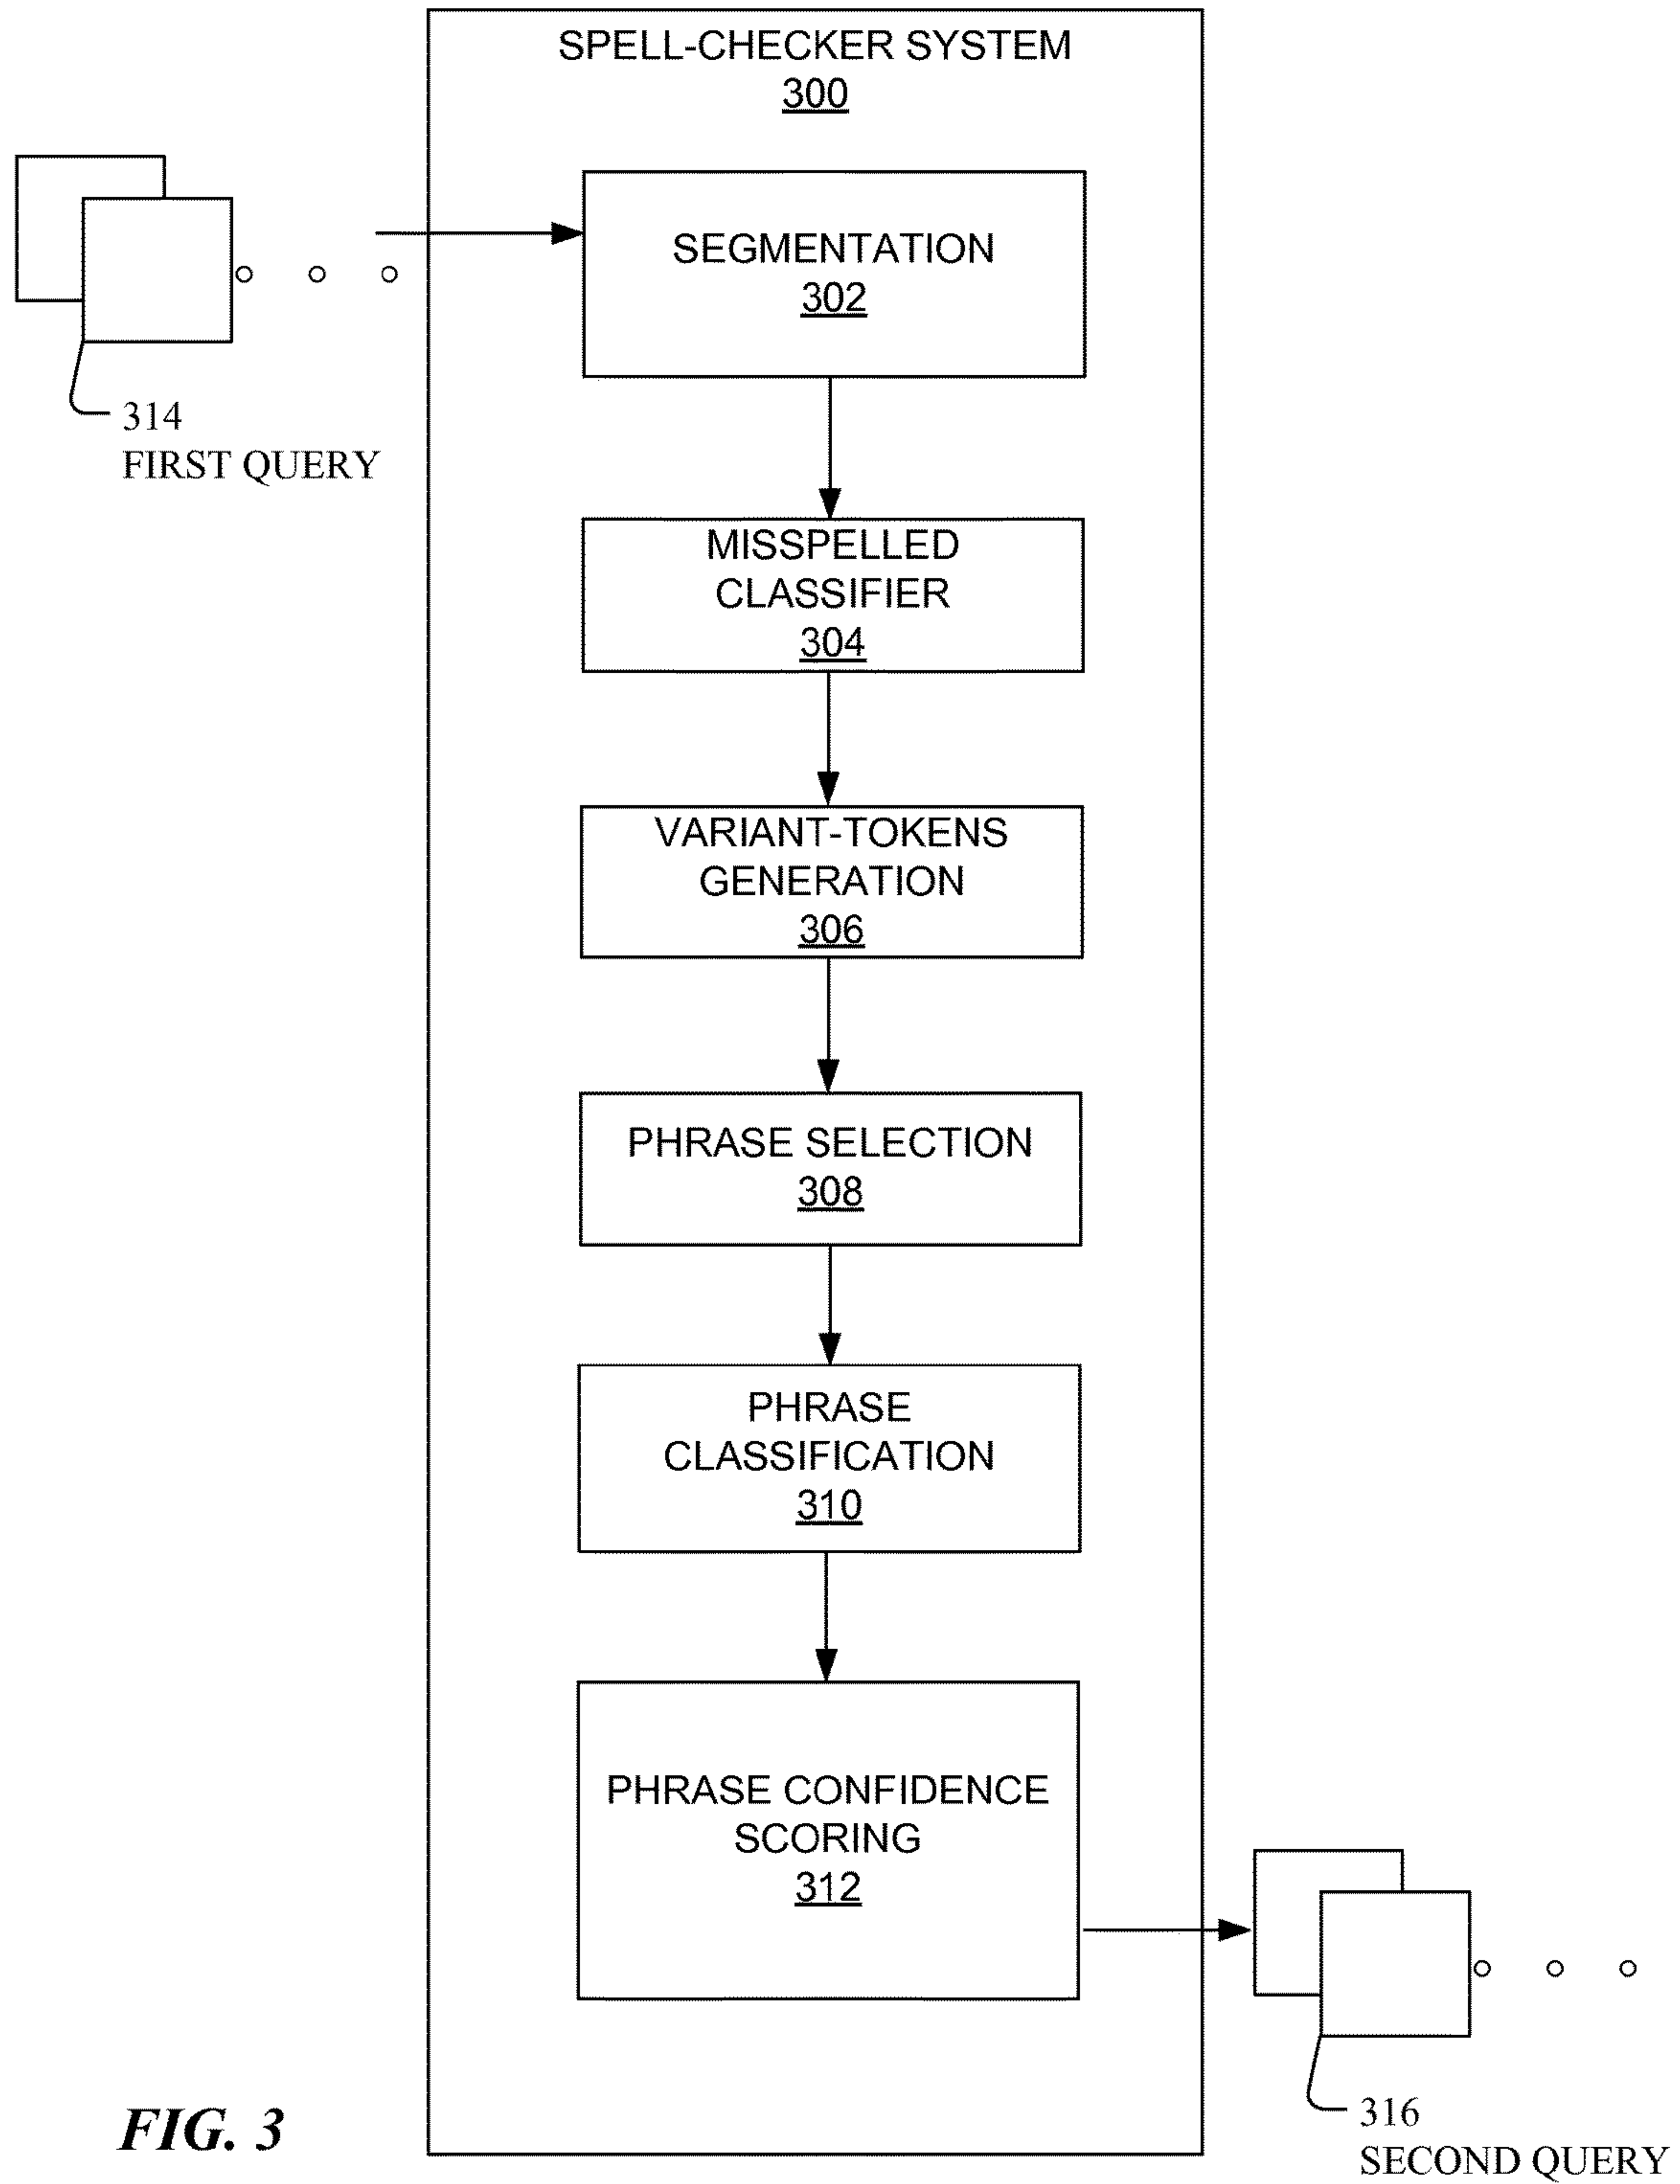 SPELL-CHECKER SYSTEM
300
SEGMENTATION
302
314
FIRST QUERY
MISSPELLED
CLASSIFIER
304
VARIANT-TOKENS
GENERATION
306
PHRASE SELECTION
308
PHRASE
CLASSIFICATION
310
PHRASE CONFIDENCE
SCORING
312
316
SECOND QUERY
FIG. 3